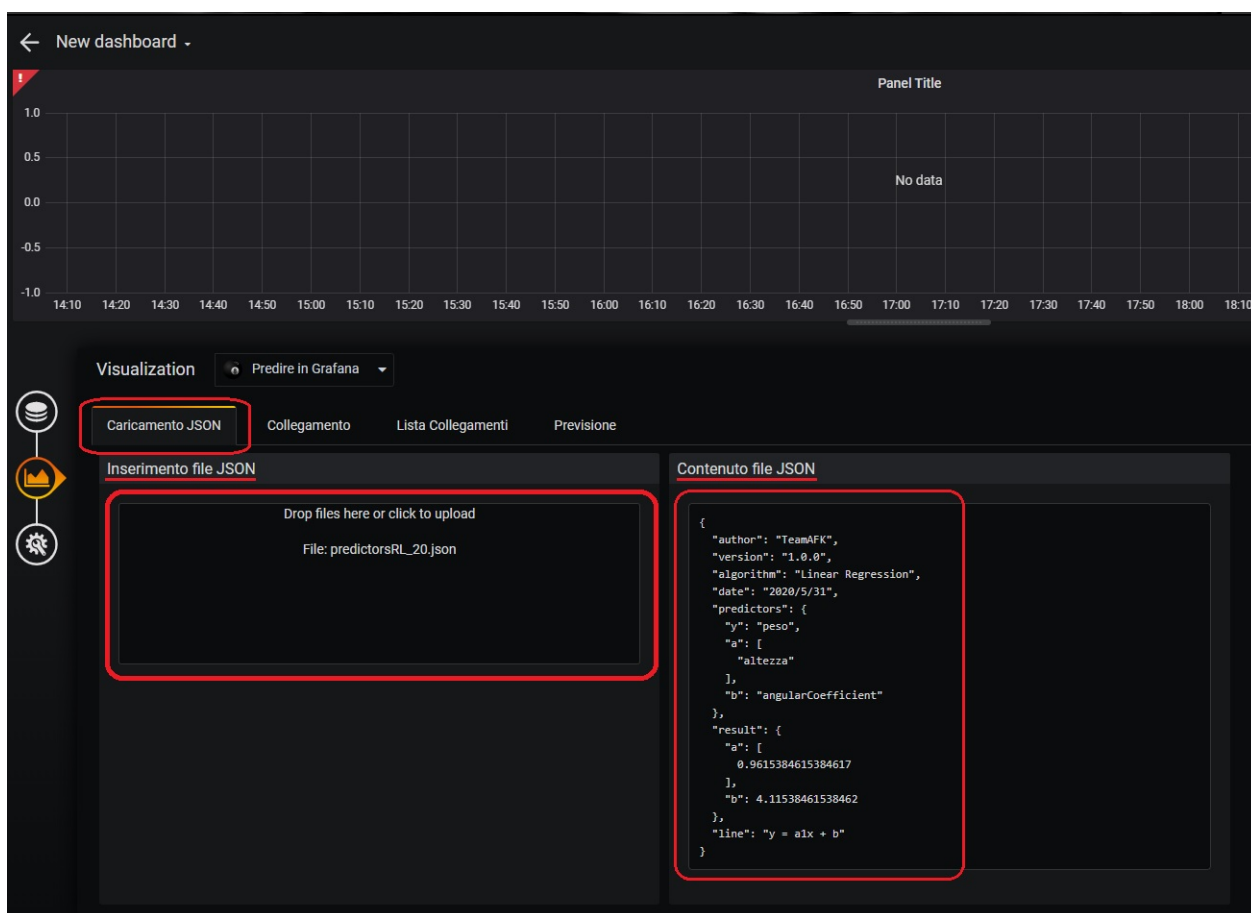 New dashboard
!
Panel Title
1.0
0.5
0.0
-0.5
-1.0
No data
14:10 14:20 14:30 14:40 14:50 15:00 15:10 15:20 15:30 15:40 15:50 16:00 16:10 16:20 16:30 16:40 16:50 17:00 17:10 17:20 17:30 17:40 17:50 18:00 18:10
Visualization Predire in Grafana
Caricamento JSON Collegamento Lista Collegamenti Previsione
Inserimento file JSON
Drop files here or click to upload
File: predictorsRL_20.json
Contenuto file JSON
{
"author": "TeamAFK",
"version": "1.0.0",
"algorithm": "Linear Regression",
"date": "2020/5/31",
"predictors": {
"y": "peso",
"a": [
"altezza"
],
"b": "angularCoefficient"
},
"result": {
"a": [
0.9615384615384617
],
"b": 4.11538461538462
},
"line": "y = a1x + b"
}